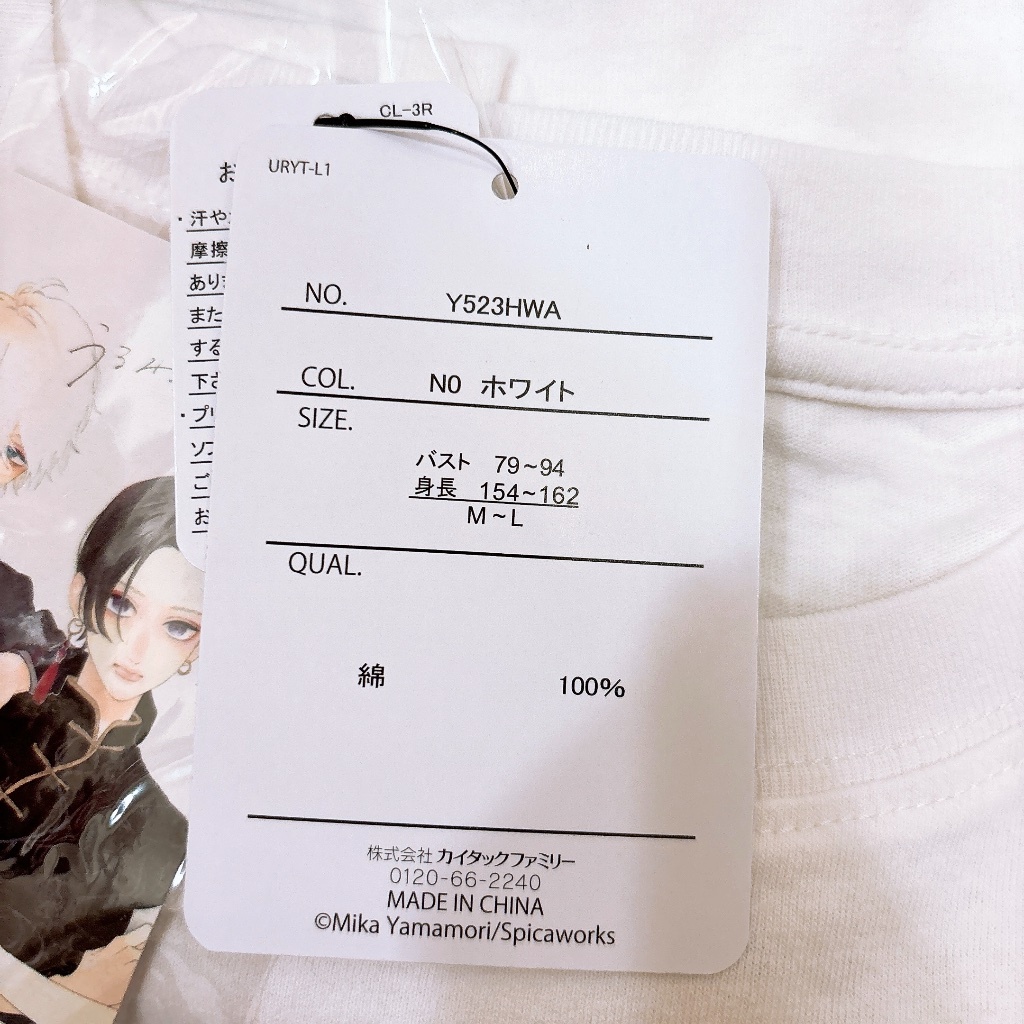 CL-3R
お
・汗や
摩擦
あり
また
する
下さ
・プリ
ソフ
ご
お
URYT-L1
NO. Y523HWA
COL. N0 ホワイト
SIZE.
バスト 79~94
身長 154~162
M~L
QUAL.
綿 100%
株式会社 カイタックファミリー
0120-66-2240
MADE IN CHINA
©Mika Yamamori/Spicaworks